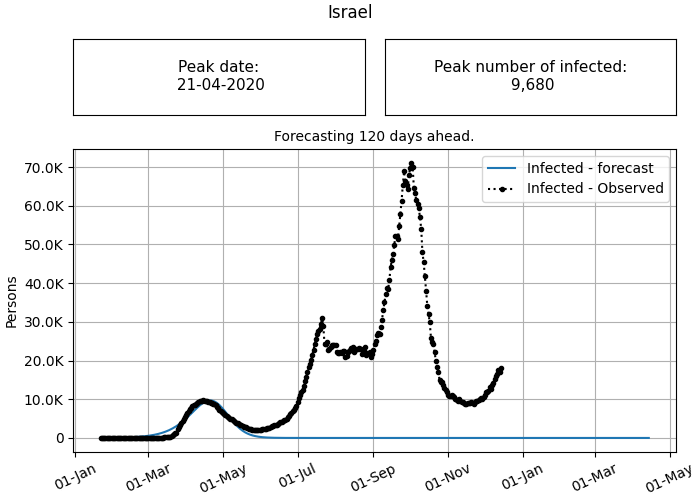 Israel
Peak date:
21-04-2020
Peak number of infected:
9,680
Forecasting 120 days ahead.
Infected - forecast
Infected - Observed
70.0K
60.0K
50.0K
40.0K
30.0K
20.0K
10.0K
0
Persons
01-Jan
01-Mar
01-May
01-Jul
01-Sep
01-Nov
01-Jan
01-Mar
01-May